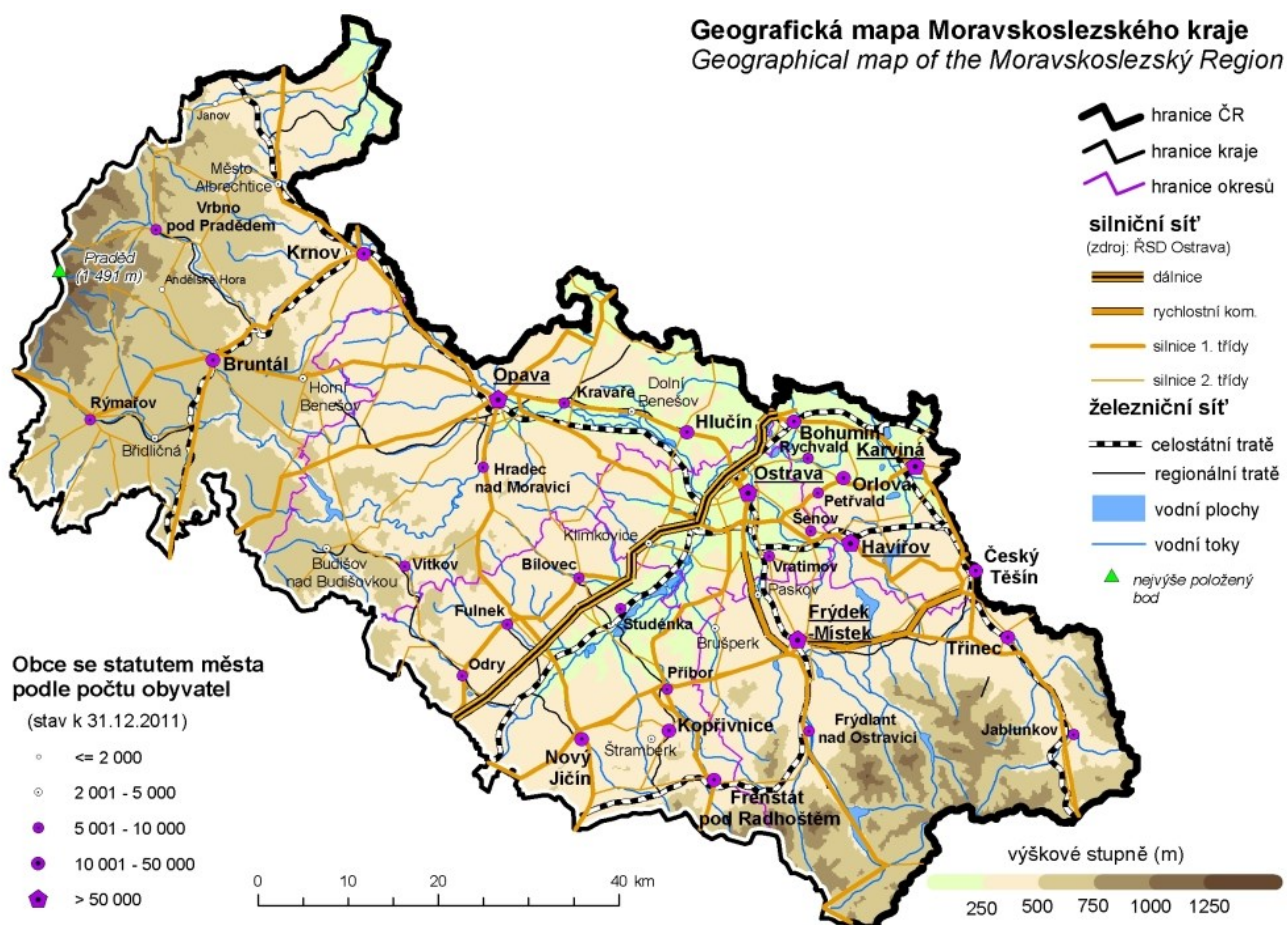 Geografická mapa Moravskoslezského kraje
Geographical map of the Moravskoslezský Region
hranice ČR
hranice kraje
hranice okresů
silniční síť
(zdroj: ŘSD Ostrava)
dálnice
rychlostní kom.
silnice 1. třídy
silnice 2. třídy
železniční síť
celostátní tratě
regionální tratě
vodní plochy
vodní toky
nejvýše položený
bod
Janov
Město
Albrechtice
Vrbno
pod Pradědem
Praděd
(1 491 m)
Andělská Hora
Krnov
Bruntál
Rýmařov
Břidličná
Horní
Benešov
Opava
Kravaře
Dolní
Benešov
Hlučín
Hradec
nad Moravicí
Bohumín
Rychvald
Karviná
Ostrava
Orlová
Petřvald
Šenov
Havířov
Klimkovice
Vratimov
Paskov
Český
Těšín
Budišov
nad Budišovkou
Vítkov
Bílovec
Fulnek
Studénka
Brušperk
Frýdek
-Místek
Třinec
Odry
Příbor
Kopřivnice
Štramberk
Nový
Jičín
Frýdlant
nad Ostravicí
Jablunkov
Frenštát
pod Radhoštěm
Obce se statutem města
podle počtu obyvatel
(stav k 31.12.2011)
<= 2 000
2 001 - 5 000
5 001 - 10 000
10 001 - 50 000
> 50 000
0 10 20 40 km
výškové stupně (m)
250 500 750 1000 1250